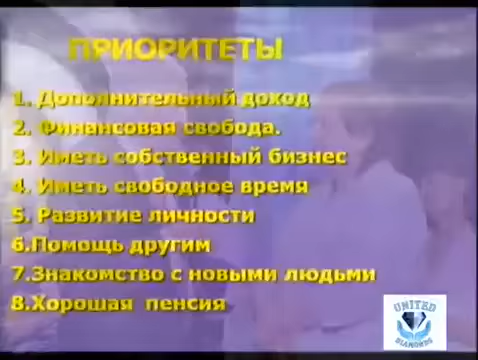 ПРИОРИТЕТЫ
1. Дополнительный доход
2. Финансовая свобода.
3. Иметь собственный бизнес
4. Иметь свободное время
5. Развитие личности
6.Помощь другим
7.Знакомство с новыми людьми
8.Хорошая пенсия
UNITED
DIAMONDS